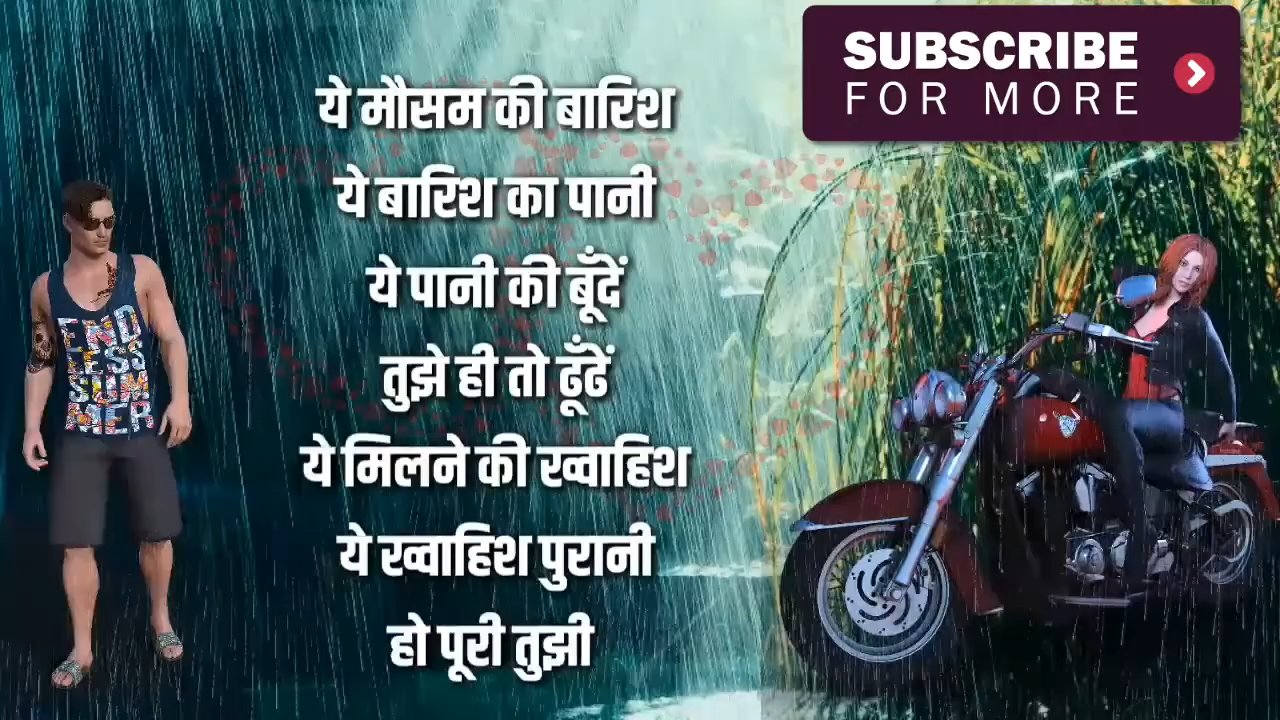 SUBSCRIBE
FOR MORE
ये मौसम की बारिश
ये बारिश का पानी
ये पानी की बूँदें
तुझे ही तो ढूँढें
ये मिलने की ख्वाहिश
ये ख्वाहिश पुरानी
हो पूरी तुझी
END
LESS
SUM
MER